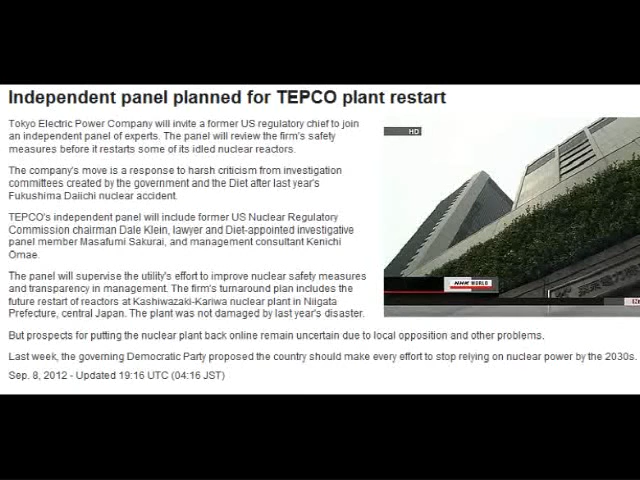 Independent panel planned for TEPCO plant restart
Tokyo Electric Power Company will invite a former US regulatory chief to join
an independent panel of experts. The panel will review the firm's safety
measures before it restarts some of its idled nuclear reactors.
The company's move is a response to harsh criticism from investigation
committees created by the government and the Diet after last year's
Fukushima Daiichi nuclear accident.
TEPCO's independent panel will include former US Nuclear Regulatory
Commission chairman Dale Klein, lawyer and Diet-appointed investigative
panel member Masafumi Sakurai, and management consultant Kenichi
Omae.
The panel will supervise the utility's effort to improve nuclear safety measures
and transparency in management. The firm's turnaround plan includes the
future restart of reactors at Kashiwazaki-Kariwa nuclear plant in Niigata
Prefecture, central Japan. The plant was not damaged by last year's disaster.
But prospects for putting the nuclear plant back online remain uncertain due to local opposition and other problems.
Last week, the governing Democratic Party proposed the country should make every effort to stop relying on nuclear power by the 2030s.
Sep. 8, 2012 - Updated 19:16 UTC (04:16 JST)
HD
NHK WORLD